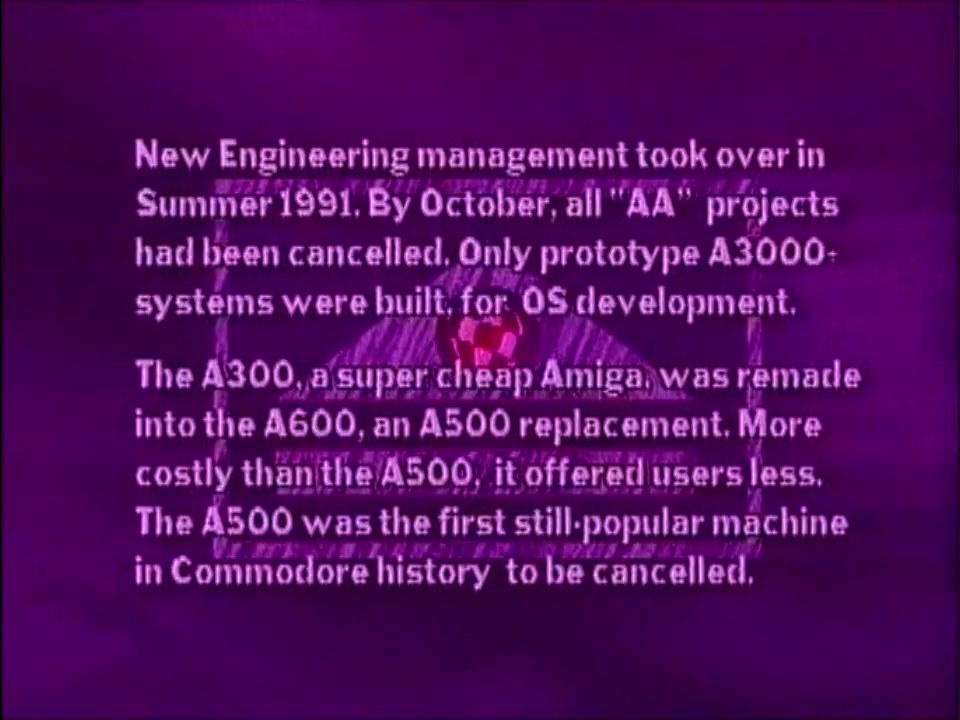 New Engineering management took over in
Summer 1991. By October, all "AA" projects
had been cancelled. Only prototype A3000+
systems were built, for OS development.
The A300, a super cheap Amiga, was remade
into the A600, an A500 replacement. More
costly than the A500, it offered users less.
The A500 was the first still-popular machine
in Commodore history to be cancelled.